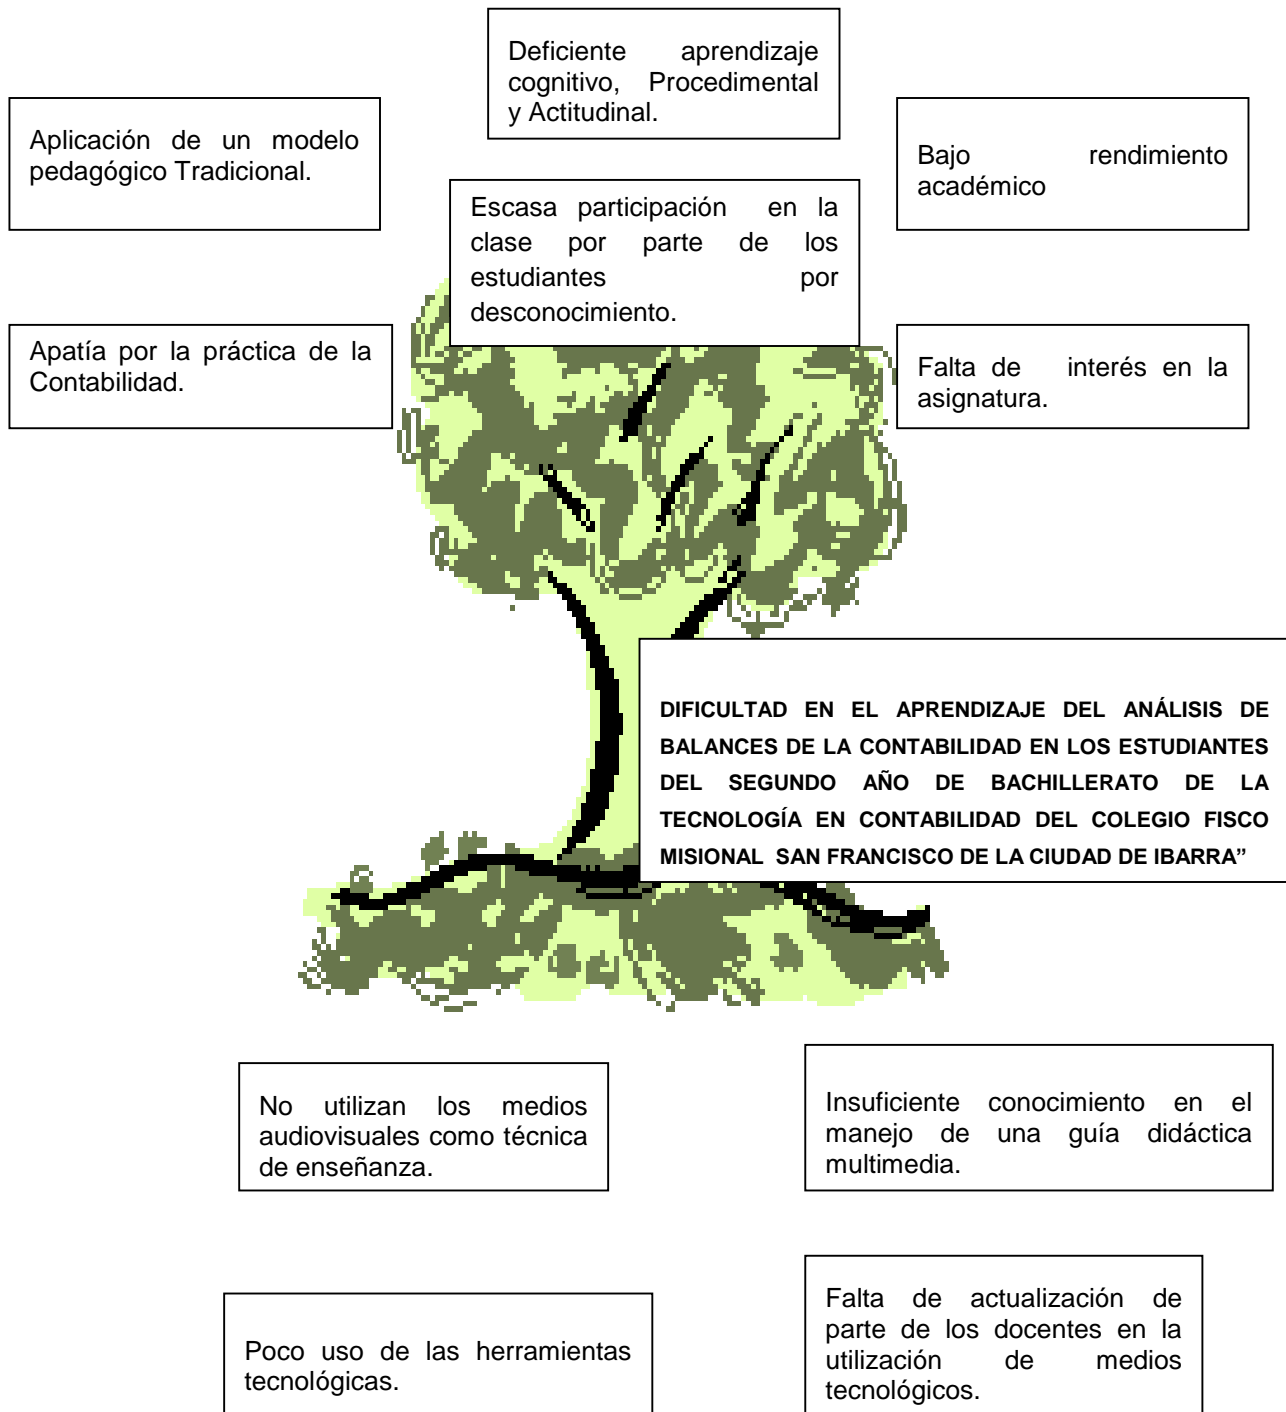 Deficiente aprendizaje
cognitivo, Procedimental
y Actitudinal.
Aplicación de un modelo
pedagógico Tradicional.
Bajo rendimiento
académico
Escasa participación en la
clase por parte de los
estudiantes por
desconocimiento.
Apatía por la práctica de la
Contabilidad.
Falta de interés en la
asignatura.
DIFICULTAD EN EL APRENDIZAJE DEL ANÁLISIS DE
BALANCES DE LA CONTABILIDAD EN LOS ESTUDIANTES
DEL SEGUNDO AÑO DE BACHILLERATO DE LA
TECNOLOGÍA EN CONTABILIDAD DEL COLEGIO FISCO
MISIONAL SAN FRANCISCO DE LA CIUDAD DE IBARRA”
No utilizan los medios
audiovisuales como técnica
de enseñanza.
Insuficiente conocimiento en el
manejo de una guía didáctica
multimedia.
Poco uso de las herramientas
tecnológicas.
Falta de actualización de
parte de los docentes en la
utilización de medios
tecnológicos.